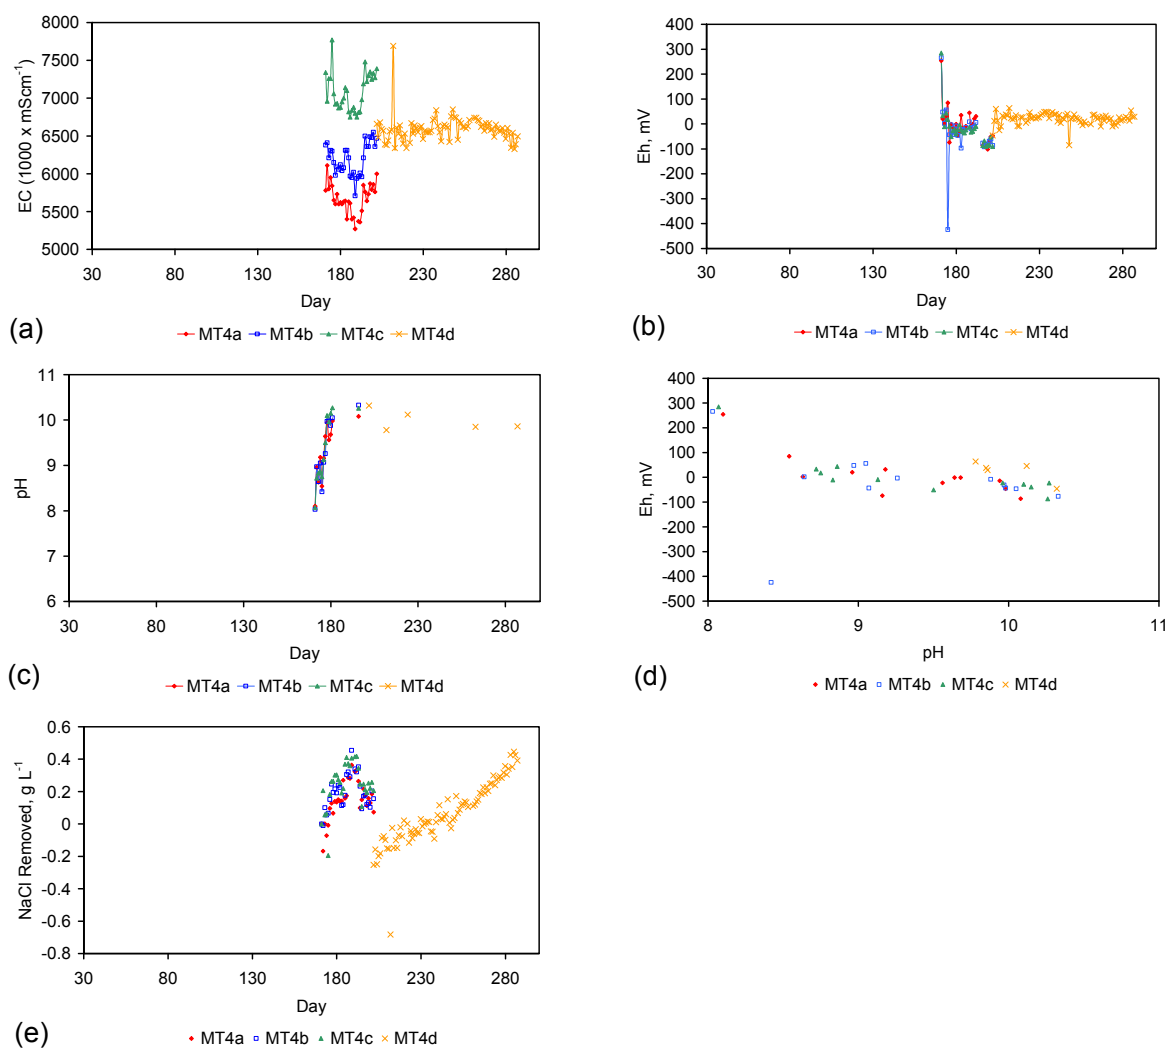 8000
7500
7000
6500
6000
5500
5000
EC (1000 x mScm-1)
30 80 130 180 230 280
Day
(a)
MT4a MT4b MT4c MT4d
400
300
200
100
0
-100
-200
-300
-400
-500
Eh, mV
30 80 130 180 230 280
Day
(b)
MT4a MT4b MT4c MT4d
11
10
9
8
7
6
pH
30 80 130 180 230 280
Day
(c)
MT4a MT4b MT4c MT4d
400
300
200
100
0
-100
-200
-300
-400
-500
Eh, mV
8 9 10 11
pH
(d)
MT4a MT4b MT4c MT4d
0.6
0.4
0.2
0
-0.2
-0.4
-0.6
-0.8
NaCl Removed, g L-1
30 80 130 180 230 280
Day
(e)
MT4a MT4b MT4c MT4d